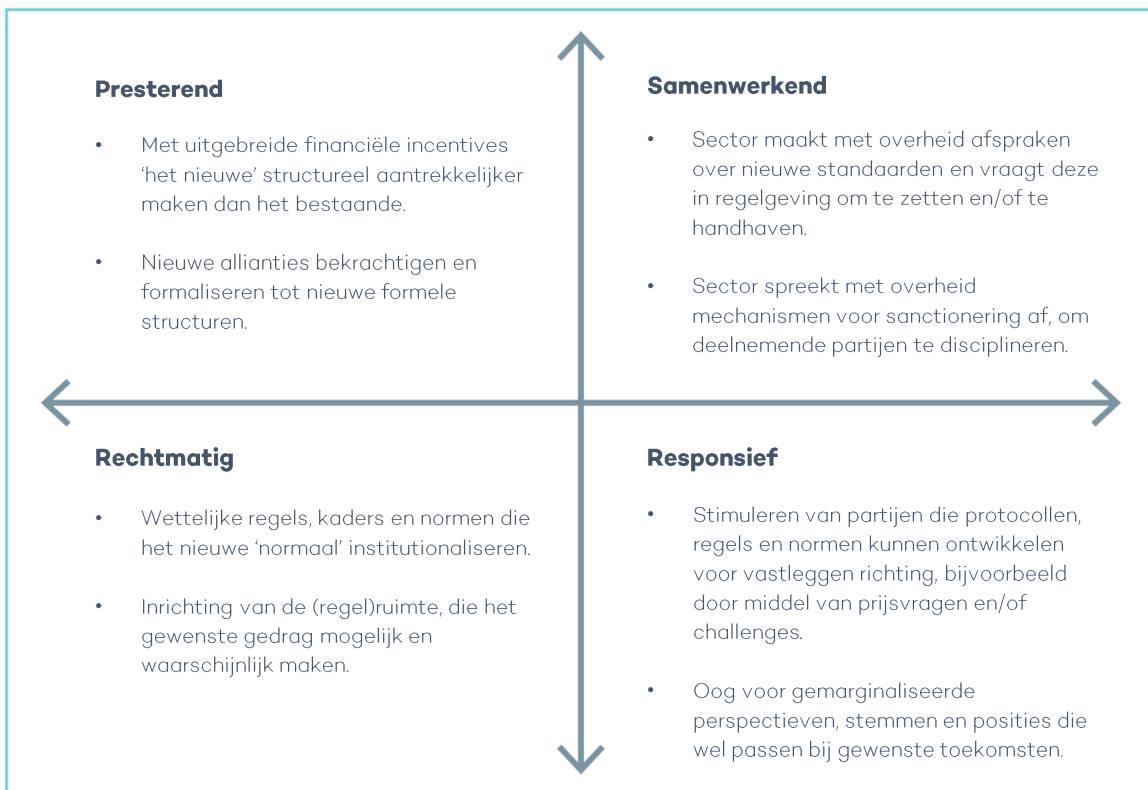 Presterend
• Met uitgebreide financiële incentives
‘het nieuwe’ structureel aantrekkelijker
maken dan het bestaande.
• Nieuwe allianties bekrachtigen en
formaliseren tot nieuwe formele
structuren.
Samenwerkend
• Sector maakt met overheid afspraken
over nieuwe standaarden en vraagt deze
in regelgeving om te zetten en/of te
handhaven.
• Sector spreekt met overheid
mechanismen voor sanctionering af, om
deelnemende partijen te disciplineren.
Rechtmatig
• Wettelijke regels, kaders en normen die
het nieuwe ‘normaal’ institutionaliseren.
• Inrichting van de (regel)ruimte, die het
gewenste gedrag mogelijk en
waarschijnlijk maken.
Responsief
• Stimuleren van partijen die protocollen,
regels en normen kunnen ontwikkelen
voor vastleggen richting, bijvoorbeeld
door middel van prijsvragen en/of
challenges.
• Oog voor gemarginaliseerde
perspectieven, stemmen en posities die
wel passen bij gewenste toekomsten.